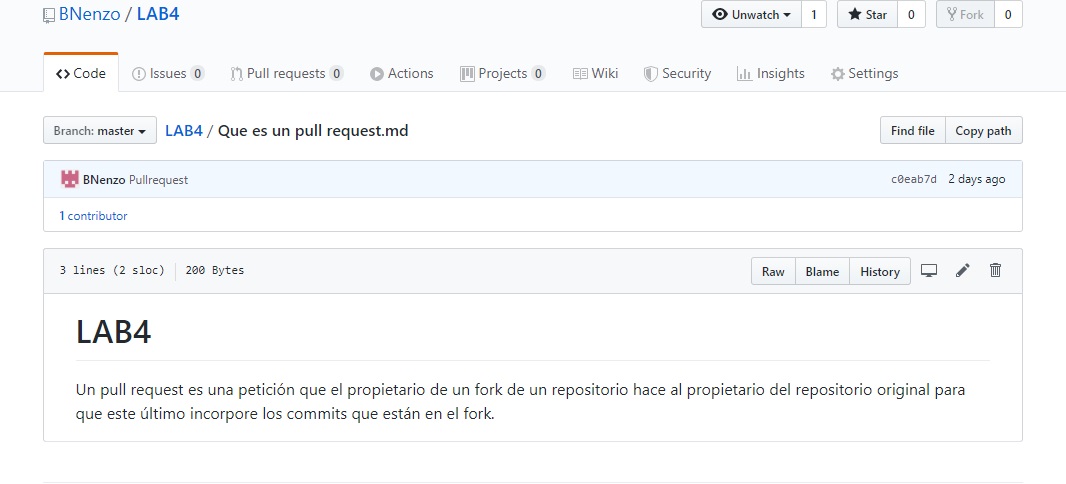 BNenzo / LAB4 Unwatch 1 Star 0 Fork 0
Code Issues 0 Pull requests 0 Actions Projects 0 Wiki Security Insights Settings
Branch: master LAB4 / Que es un pull request.md Find file Copy path
BNenzo Pullrequest c0eab7d 2 days ago
1 contributor
3 lines (2 sloc) 200 Bytes Raw Blame History
LAB4
Un pull request es una petición que el propietario de un fork de un repositorio hace al propietario del repositorio original para
que este último incorpore los commits que están en el fork.